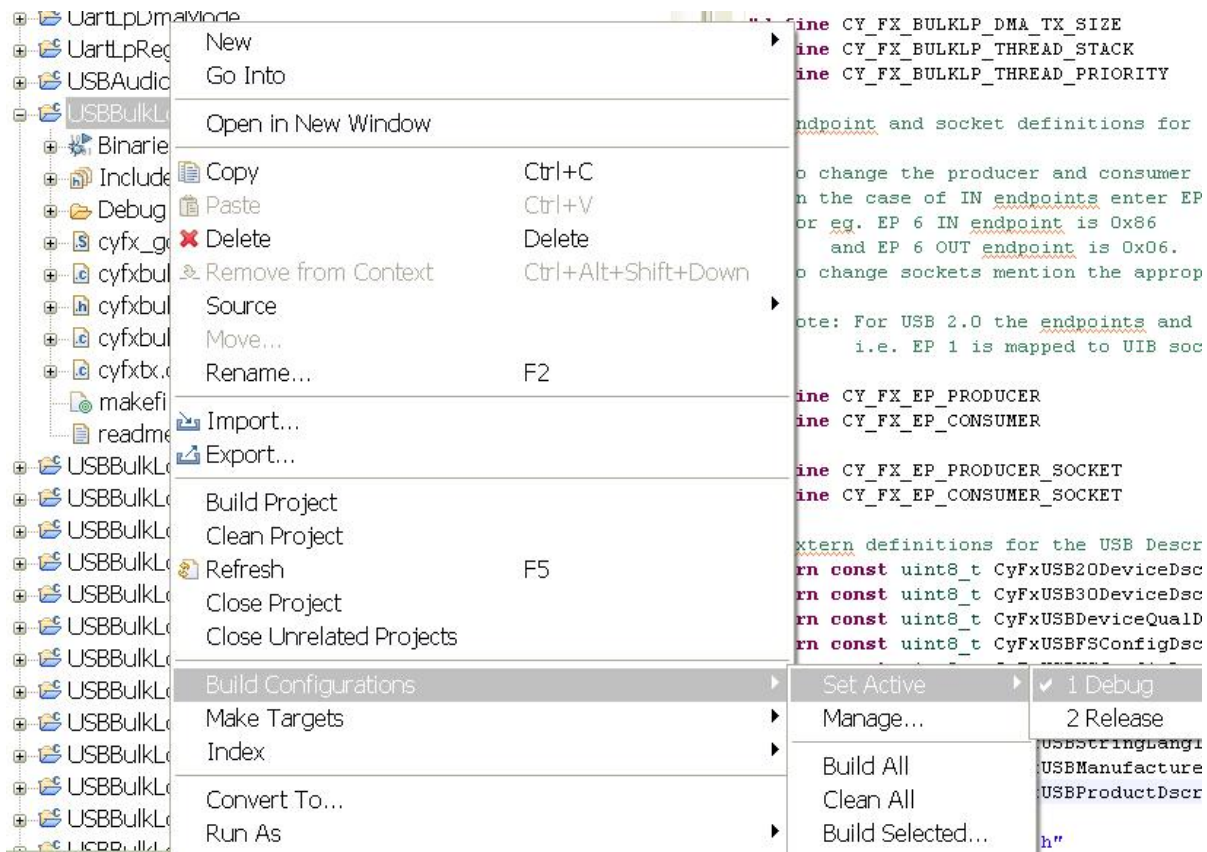 UartLpDmaMode
UartLpReg
USBAudio
USBBulkL
Binarie
Include
Debug
cyfx_g
cyfxbul
cyfxbul
cyfxbul
cyfxtx.
makefi
readme
USBBulkL
USBBulkL
USBBulkL
USBBulkL
USBBulkL
USBBulkL
USBBulkL
USBBulkL
USBBulkL
USBBulkL
USBBulkL
USBBulkL
New
Go Into
Open in New Window
Copy Ctrl+C
Paste Ctrl+V
Delete Delete
Remove from Context Ctrl+Alt+Shift+Down
Source
Move...
Rename... F2
Import...
Export...
Build Project
Clean Project
Refresh F5
Close Project
Close Unrelated Projects
Build Configurations
Make Targets
Index
Convert To...
Run As
Set Active
Manage...
Build All
Clean All
Build Selected...
1 Debug
2 Release
fine CY_FX_BULKLP_DMA_TX_SIZE
ine CY_FX_BULKLP_THREAD_STACK
ine CY_FX_BULKLP_THREAD_PRIORITY
ndpoint and socket definitions for
o change the producer and consumer
n the case of IN endpoints enter EP
or eg. EP 6 IN endpoint is 0x86
and EP 6 OUT endpoint is 0x06.
o change sockets mention the approp
ote: For USB 2.0 the endpoints and
i.e. EP 1 is mapped to UIB soc
ine CY_FX_EP_PRODUCER
ine CY_FX_EP_CONSUMER
ine CY_FX_EP_PRODUCER_SOCKET
ine CY_FX_EP_CONSUMER_SOCKET
xtern definitions for the USB Descr
rn const uint8_t CyFxUSB20DeviceDsc
rn const uint8_t CyFxUSB30DeviceDsc
rn const uint8_t CyFxUSBDeviceQualD
rn const uint8_t CyFxUSBFSConfigDsc
USBStringLangI
USBManufacture
USBProductDscr
h"